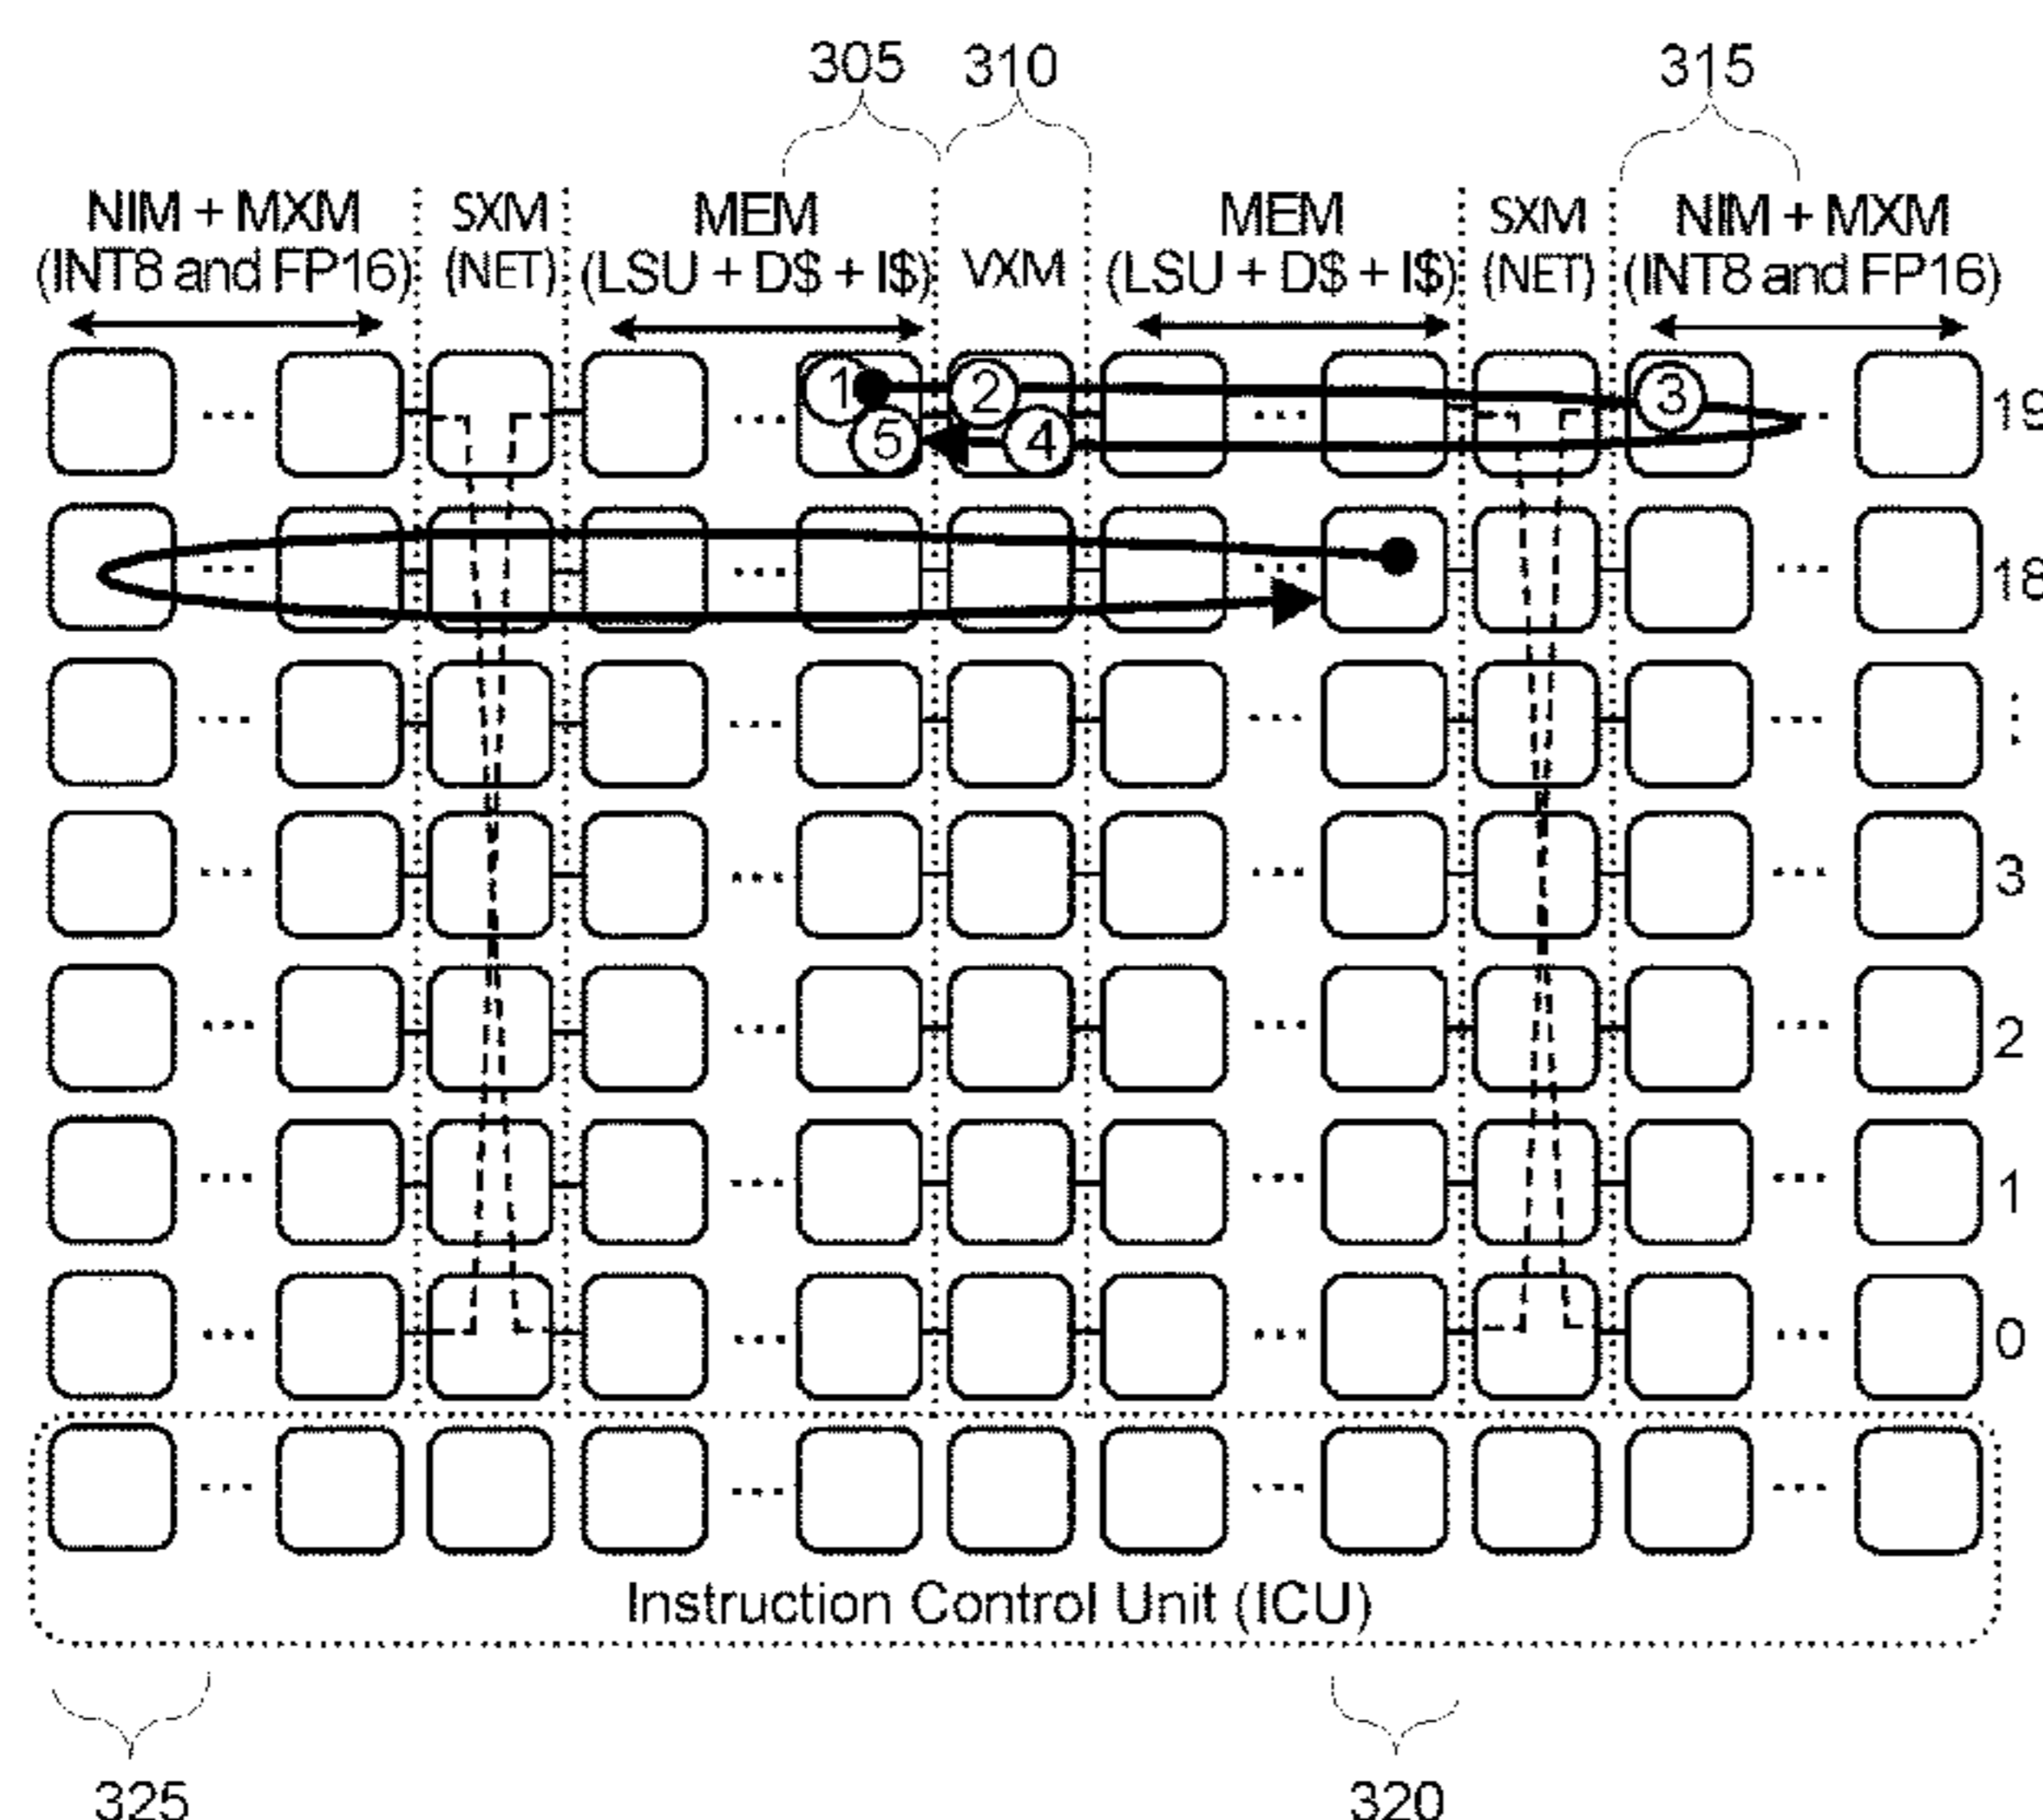 305 310 315
NIM + MXM SXM MEM MEM SXM NIM + MXM
(INT8 and FP16) (NET) (LSU + D$ + I$) VXM (LSU + D$ + I$) (NET) (INT8 and FP16)
... ... 1 2 ... 3 ... 19
5 4
... ... ... ... 18
... ... ... ... ⋮
... ... ... ... 3
... ... ... ... 2
... ... ... ... 1
... ... ... ... 0
... ... ... ...
Instruction Control Unit (ICU)
325 320